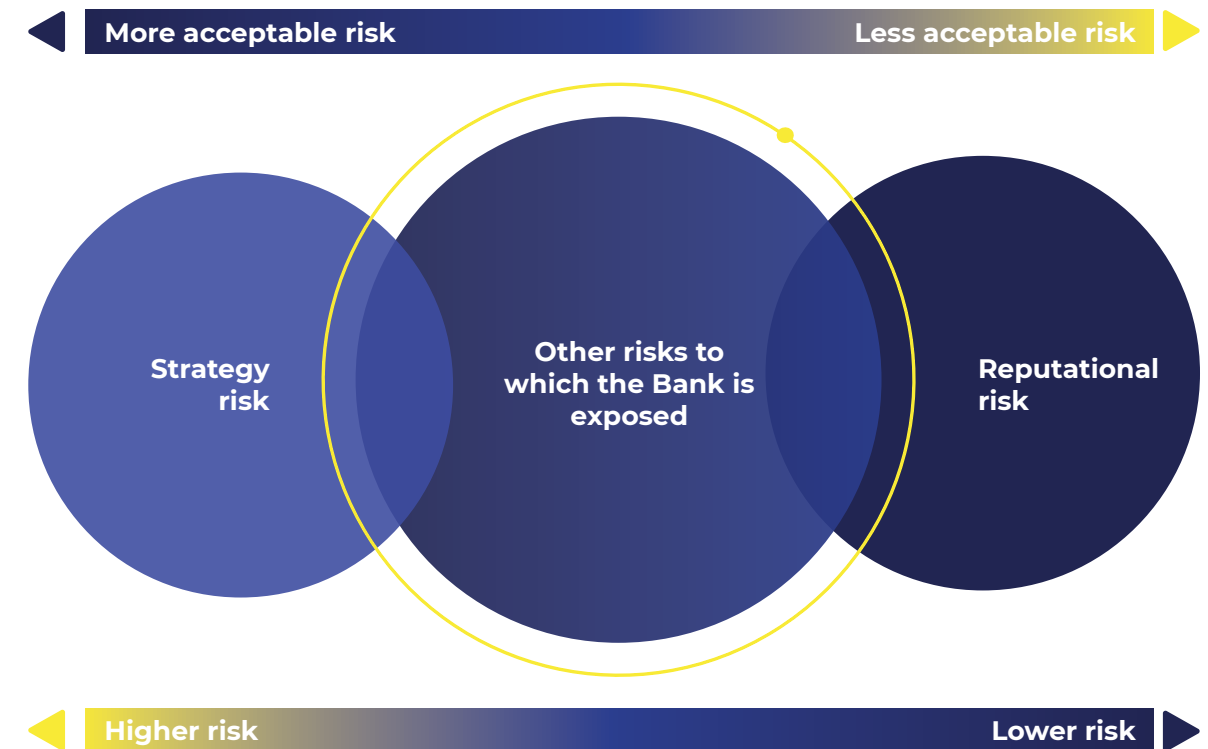 More acceptable risk
Less acceptable risk
Strategy
risk
Other risks to
which the Bank is
exposed
Reputational
risk
Higher risk
Lower risk